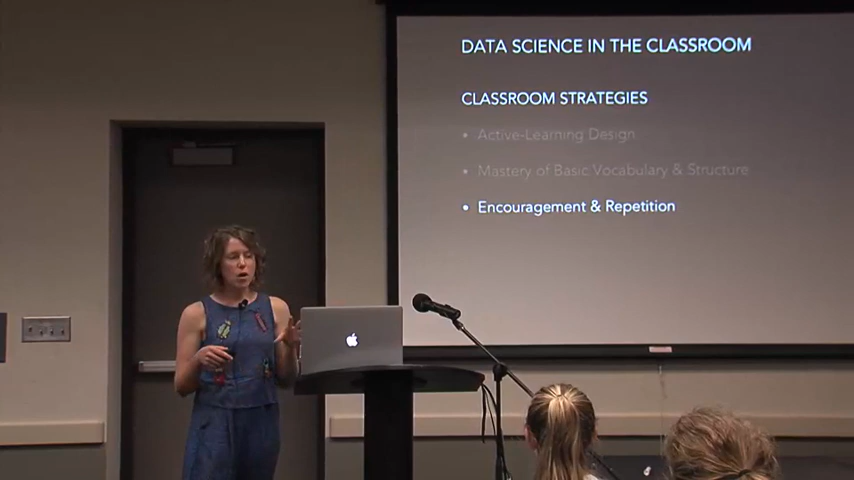 DATA SCIENCE IN THE CLASSROOM
CLASSROOM STRATEGIES
• Active-Learning Design
• Mastery of Basic Vocabulary & Structure
• Encouragement & Repetition